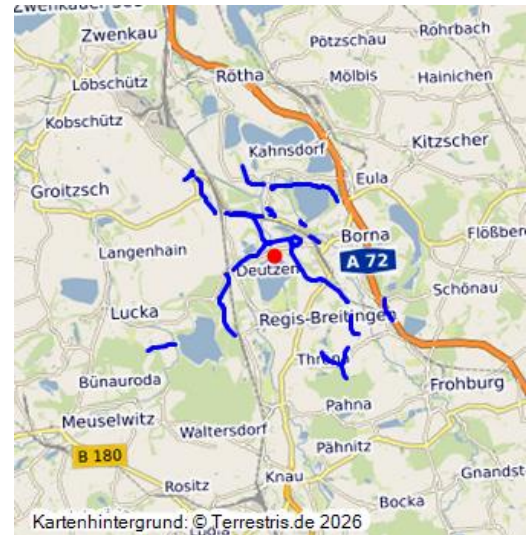 Zwenkau
Rötha
Pötzschau
Rohrbach
Löbschütz
Mölbis
Hainichen
Kobschütz
Kahnsdorf
Kitzscher
Groitzsch
Eula
Langenhain
Borna
Flößberg
Deutzen
A 72
Schönau
Lucka
Regis-Breitingen
Bünauroda
Frohburg
Meuselwitz
Pahna
Waltersdorf
Pähnitz
B 180
Knau
Gnandst
Rositz
Bocka
Kartenhintergrund: © Terrestris.de 2026